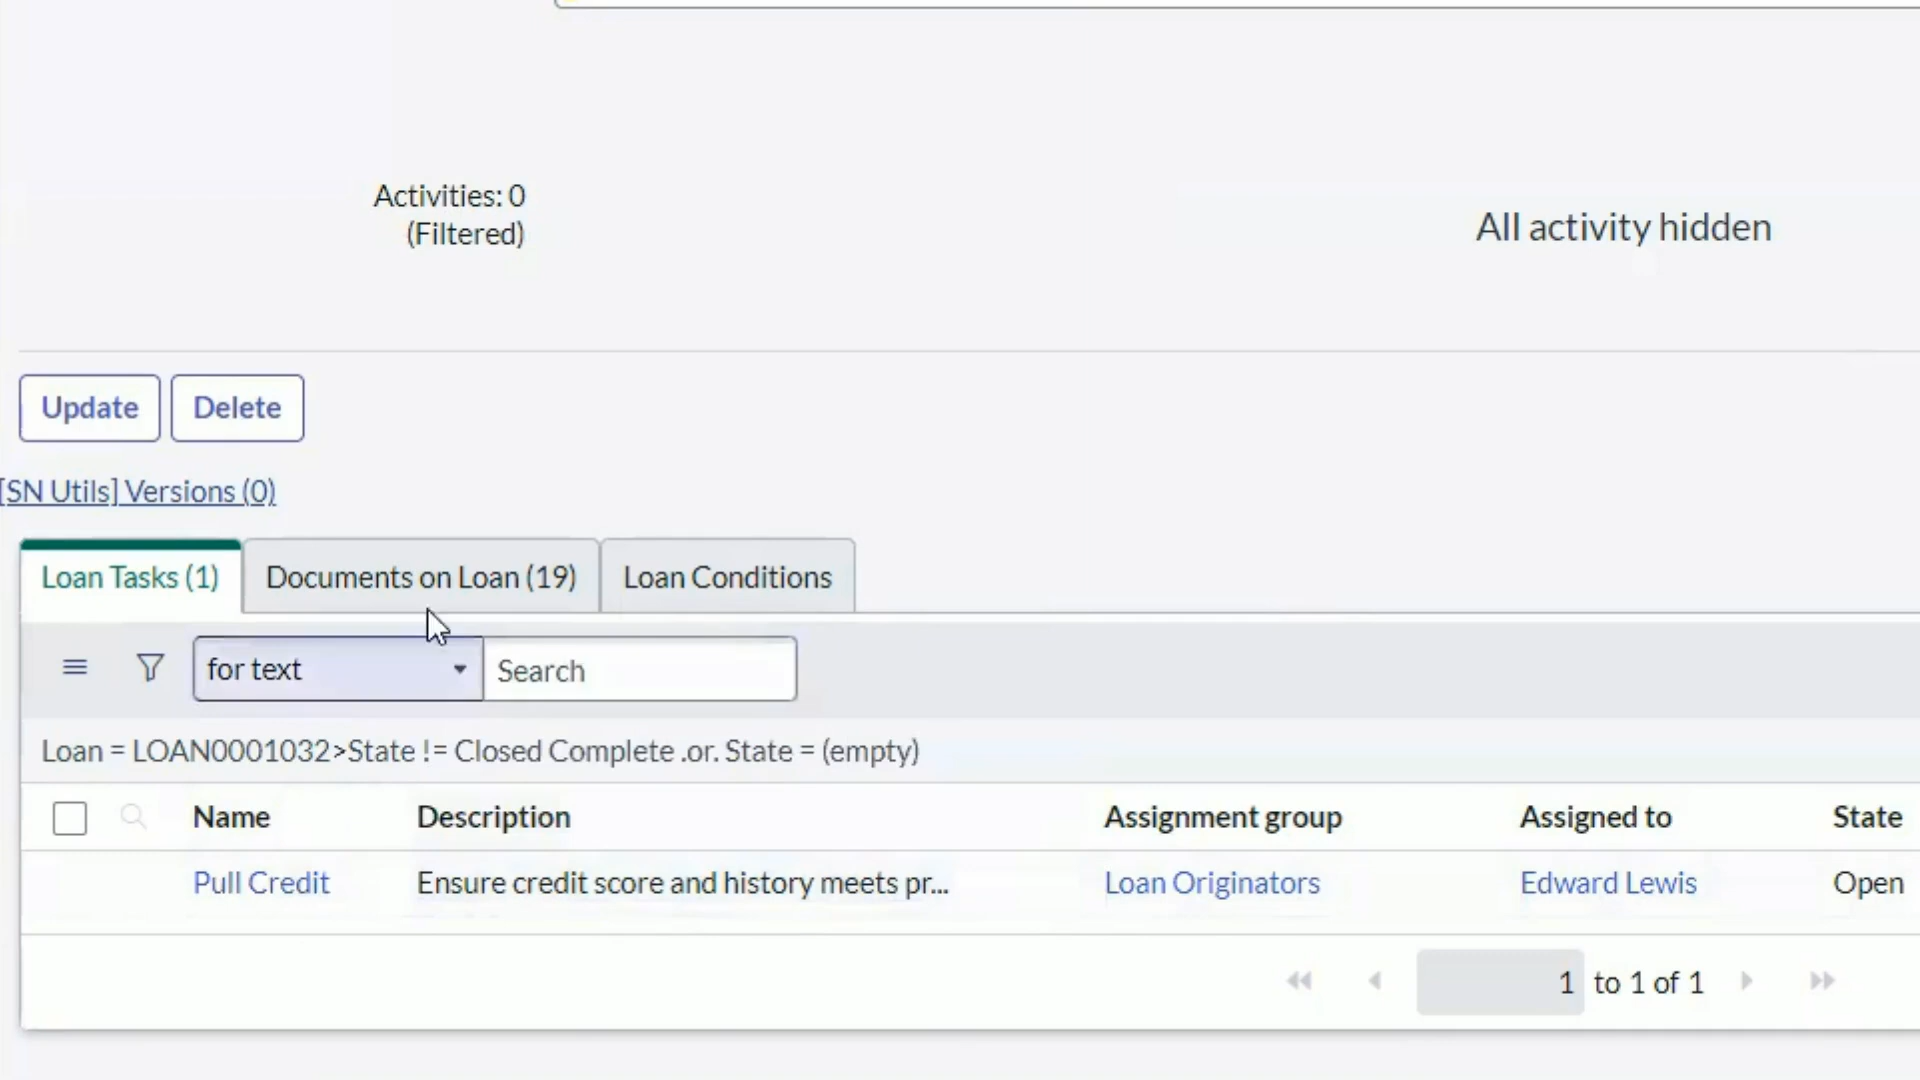 Activities: 0
(Filtered)
All activity hidden
Update Delete
[SN Utils] Versions (0)
Loan Tasks (1) Documents on Loan (19) Loan Conditions
for text Search
Loan = LOAN0001032>State != Closed Complete .or. State = (empty)
Name Description Assignment group Assigned to State
Pull Credit Ensure credit score and history meets pr... Loan Originators Edward Lewis Open
1 to 1 of 1